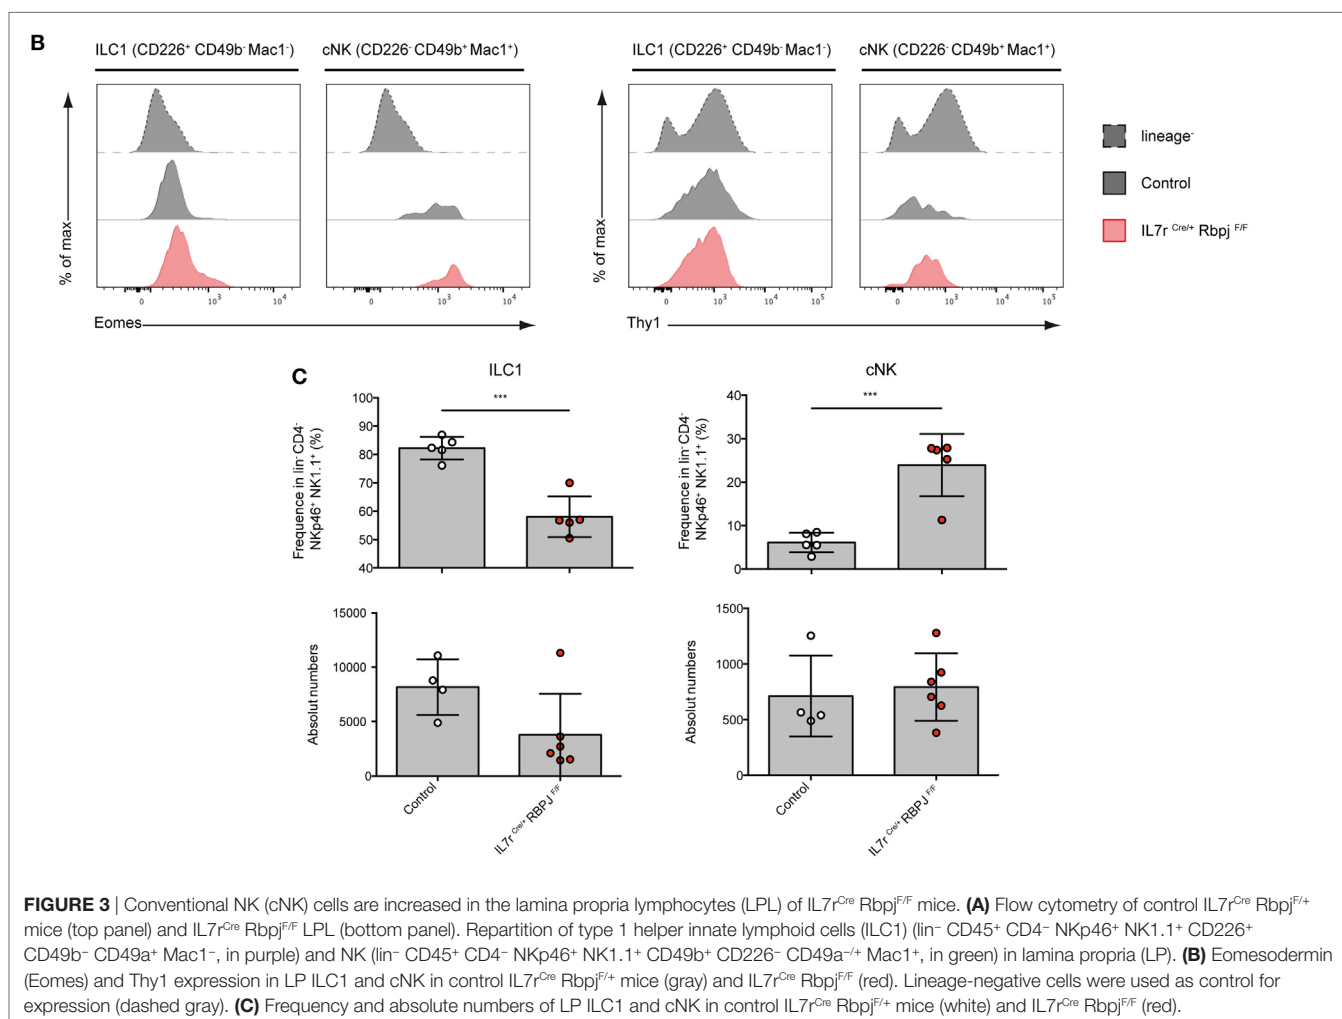 B
ILC1 (CD226⁺ CD49b⁻ Mac1⁻)
cNK (CD226⁻ CD49b⁺ Mac1⁺)
ILC1 (CD226⁺ CD49b⁻ Mac1⁻)
cNK (CD226⁻ CD49b⁺ Mac1⁺)
% of max
% of max
0 10³ 10⁴
0 10³ 10⁴
0 10³ 10⁴ 10⁵
0 10³ 10⁴ 10⁵
Eomes
Thy1
lineage⁻
Control
IL7r Cre/+ Rbpj F/F
C
ILC1
Frequence in lin⁻CD4⁻
NKp46⁺ NK1.1⁺ (%)
100
90
80
70
60
50
40
***
cNK
Frequence in lin⁻CD4⁻
NKp46⁺ NK1.1⁺ (%)
40
30
20
10
0
***
Absolut numbers
15000
10000
5000
0
Control
IL7r Cre/+ RBPJ F/F
Absolut numbers
1500
1000
500
0
Control
IL7r Cre/+ RBPJ F/F
FIGURE 3 | Conventional NK (cNK) cells are increased in the lamina propria lymphocytes (LPL) of IL7rCre RbpjF/F mice. (A) Flow cytometry of control IL7rCre RbpjF/+
mice (top panel) and IL7rCre RbpjF/F LPL (bottom panel). Repartition of type 1 helper innate lymphoid cells (ILC1) (lin− CD45+ CD4− NKp46+ NK1.1+ CD226+
CD49b− CD49a+ Mac1−, in purple) and NK (lin− CD45+ CD4− NKp46+ NK1.1+ CD49b+ CD226− CD49a−/+ Mac1+, in green) in lamina propria (LP). (B) Eomesodermin
(Eomes) and Thy1 expression in LP ILC1 and cNK in control IL7rCre RbpjF/+ mice (gray) and IL7rCre RbpjF/F (red). Lineage-negative cells were used as control for
expression (dashed gray). (C) Frequency and absolute numbers of LP ILC1 and cNK in control IL7rCre RbpjF/+ mice (white) and IL7rCre RbpjF/F (red).